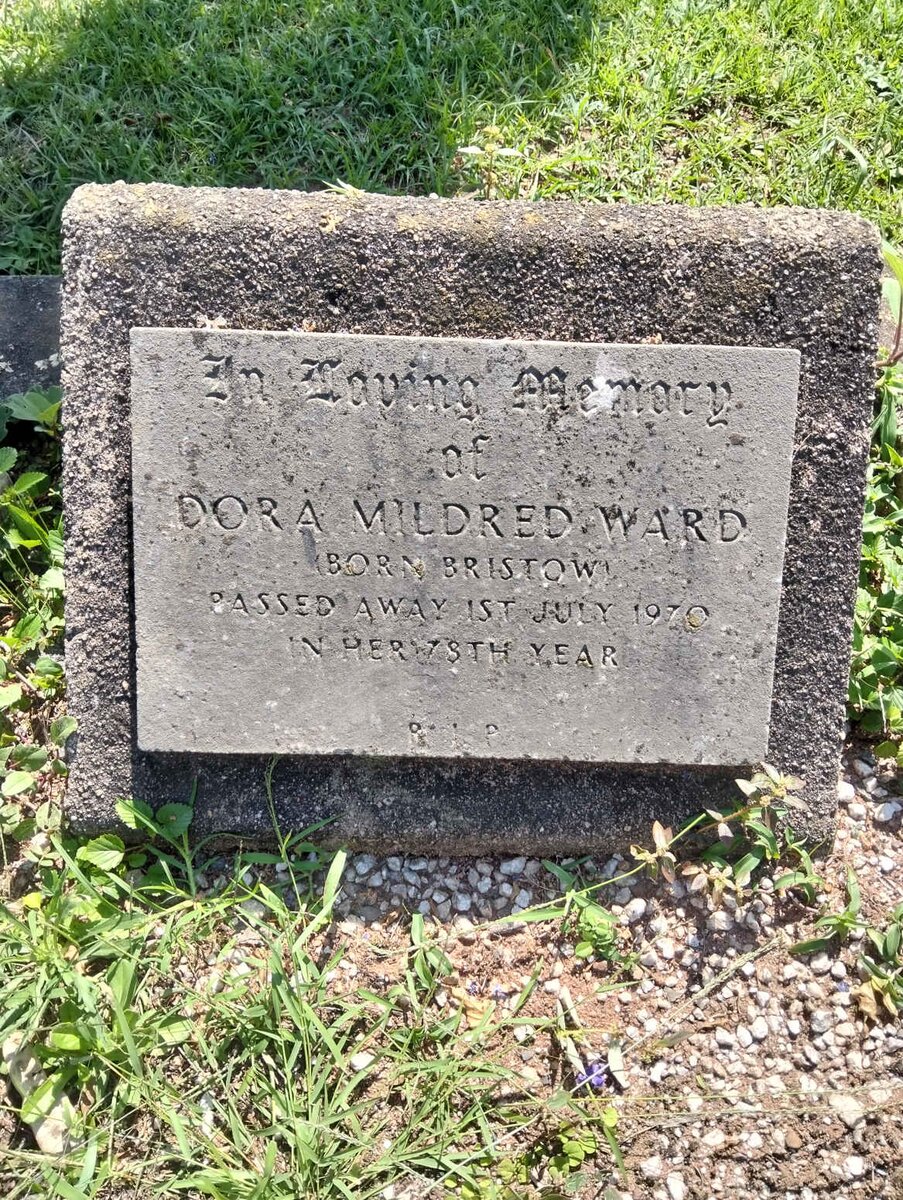 In Loving Memory
of
DORA MILDRED WARD
(BORN BRISTOW)
PASSED AWAY 1ST JULY 1970
IN HER 78TH YEAR
R. I. P.